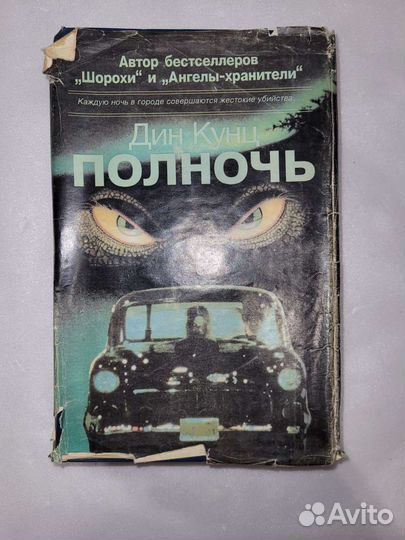 Автор бестселлеров
„Шорохи“ и „Ангелы-хранители“
Каждую ночь в городе совершаются жестокие убийства.
Дин Кунц
ПОЛНОЧЬ
Avito